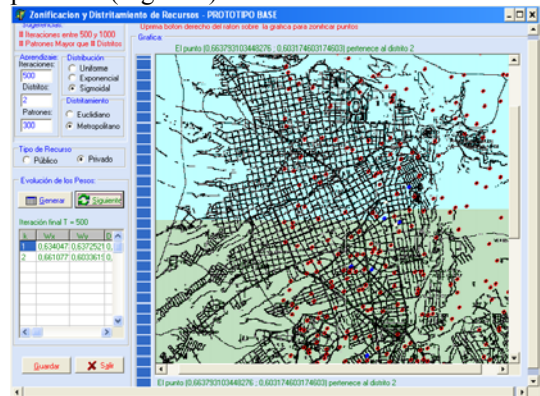 Zonificacion y Distritamiento de Recursos - PROTOTIPO BASE
Sugerencias:
# Iteraciones entre 500 y 1000
# Patrones Mayor que # Distritos
Oprima boton derecho del raton sobre la grafica para zonificar puntos
Grafica:
El punto (0,663793103448276 ; 0,603174603174603) pertenece al distrito 2
Aprendizaje:
Iteraciones:
500
Distritos:
2
Patrones:
300
Distribución
Uniforme
Exponencial
Sigmoidal
Distritamiento
Euclidiano
Metropolitano
Tipo de Recurso
Público
Privado
Evolución de los Pesos:
Generar
Siguiente
Iteración final T = 500
k Wx Wy D
1 0,634047 0,6372521 0,
2 0,661077 0,6033619 0,
Guardar
Salir
El punto (0,663793103448276 ; 0,603174603174603) pertenece al distrito 2